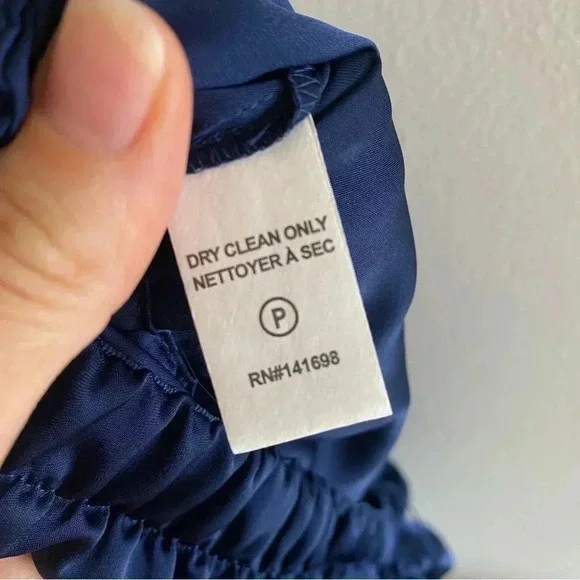 DRY CLEAN ONLY
NETTOYER À SEC
P
RN#141698